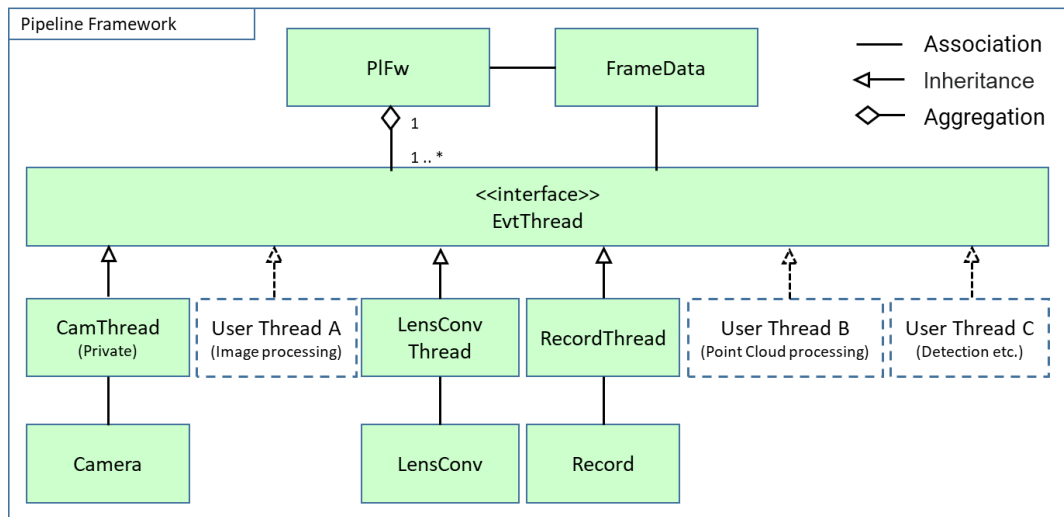 Pipeline Framework
PlFw
FrameData
Association
Inheritance
Aggregation
1
1 .. *
<<interface>>
EvtThread
CamThread
(Private)
User Thread A
(Image processing)
LensConv
Thread
RecordThread
User Thread B
(Point Cloud processing)
User Thread C
(Detection etc.)
Camera
LensConv
Record